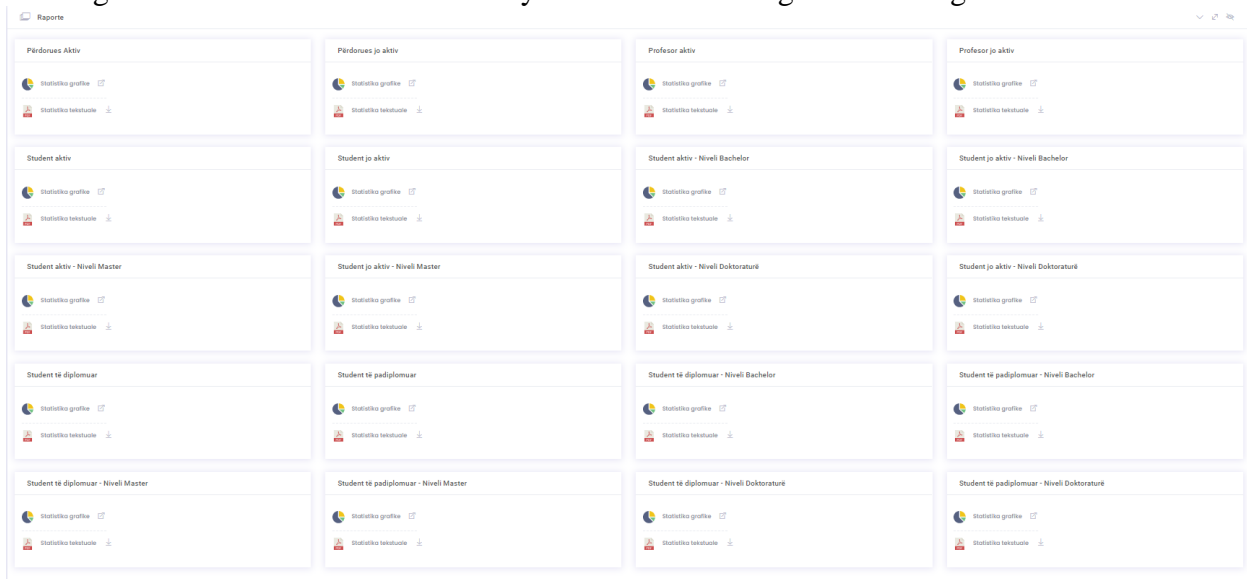 Raporte
Përdorues Aktiv
Statistika grafike
Statistika tekstuale
Përdorues jo aktiv
Statistika grafike
Statistika tekstuale
Profesor aktiv
Statistika grafike
Statistika tekstuale
Profesor jo aktiv
Statistika grafike
Statistika tekstuale
Student aktiv
Statistika grafike
Statistika tekstuale
Student jo aktiv
Statistika grafike
Statistika tekstuale
Student aktiv - Niveli Bachelor
Statistika grafike
Statistika tekstuale
Student jo aktiv - Niveli Bachelor
Statistika grafike
Statistika tekstuale
Student aktiv - Niveli Master
Statistika grafike
Statistika tekstuale
Student jo aktiv - Niveli Master
Statistika grafike
Statistika tekstuale
Student aktiv - Niveli Doktoraturë
Statistika grafike
Statistika tekstuale
Student jo aktiv - Niveli Doktoraturë
Statistika grafike
Statistika tekstuale
Student të diplomuar
Statistika grafike
Statistika tekstuale
Student të padiplomuar
Statistika grafike
Statistika tekstuale
Student të diplomuar - Niveli Bachelor
Statistika grafike
Statistika tekstuale
Student të padiplomuar - Niveli Bachelor
Statistika grafike
Statistika tekstuale
Student të diplomuar - Niveli Master
Statistika grafike
Statistika tekstuale
Student të padiplomuar - Niveli Master
Statistika grafike
Statistika tekstuale
Student të diplomuar - Niveli Doktoraturë
Statistika grafike
Statistika tekstuale
Student të padiplomuar - Niveli Doktoraturë
Statistika grafike
Statistika tekstuale